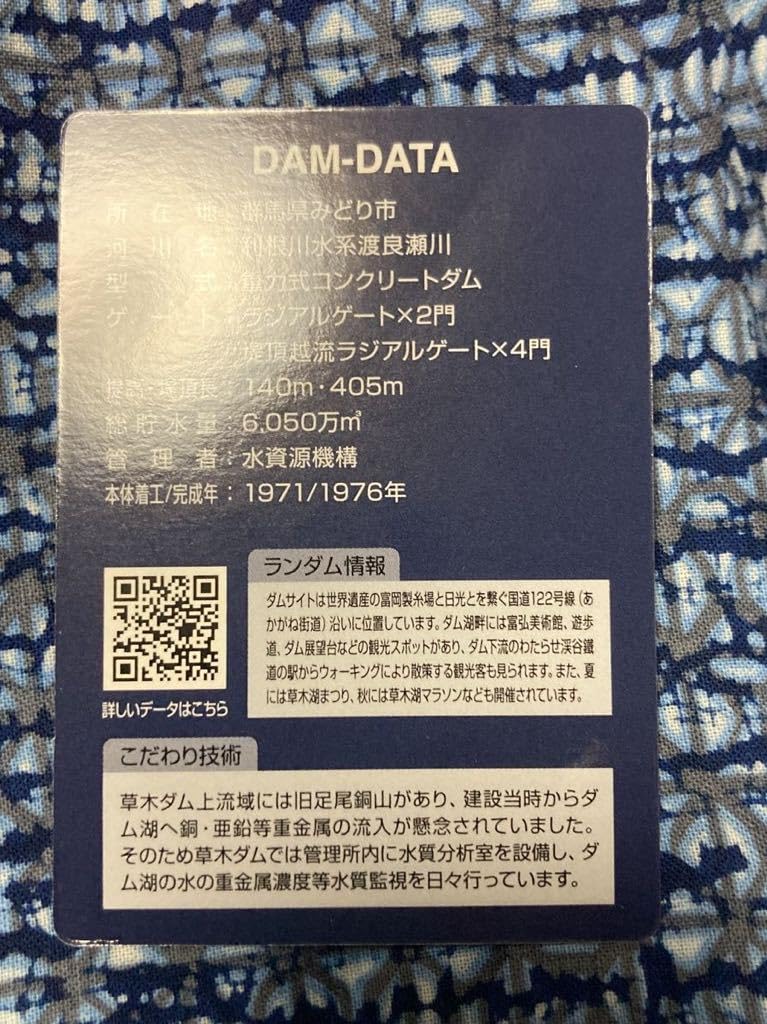 DAM-DATA
所在地：群馬県みどり市
河川名：利根川水系渡良瀬川
型式：重力式コンクリートダム
ゲート：ラジアルゲート×2門
堤頂越流ラジアルゲート×4門
堤高・堤頂長：140m・405m
総貯水量：6,050万㎥
管理者：水資源機構
本体着工/完成年：1971/1976年
ランダム情報
ダムサイトは世界遺産の富岡製糸場と日光とを繋ぐ国道122号線（あ
かがね街道）沿いに位置しています。ダム湖畔には富弘美術館、遊歩
道、ダム展望台などの観光スポットがあり、ダム下流のわたらせ渓谷鐵
道の駅からウォーキングにより散策する観光客も見られます。また、夏
には草木湖まつり、秋には草木湖マラソンなども開催されています。
詳しいデータはこちら
こだわり技術
草木ダム上流域には旧足尾銅山があり、建設当時からダ
ム湖へ銅・亜鉛等重金属の流入が懸念されていました。
そのため草木ダムでは管理所内に水質分析室を設備し、ダ
ム湖の水の重金属濃度等水質監視を日々行っています。